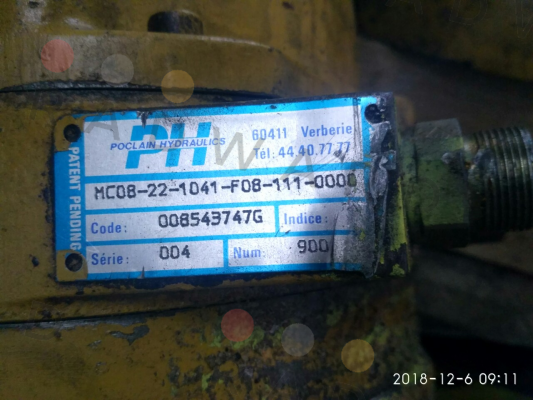 PATENT PENDING
PH
POCLAIN HYDRAULICS
60411 Verberie
Tél: 44.40.77.77
MC08-22-1041-F08-111-0000
Code: 008543747G Indice:
Série: 004 Num: 900
2018-12-6 09:11